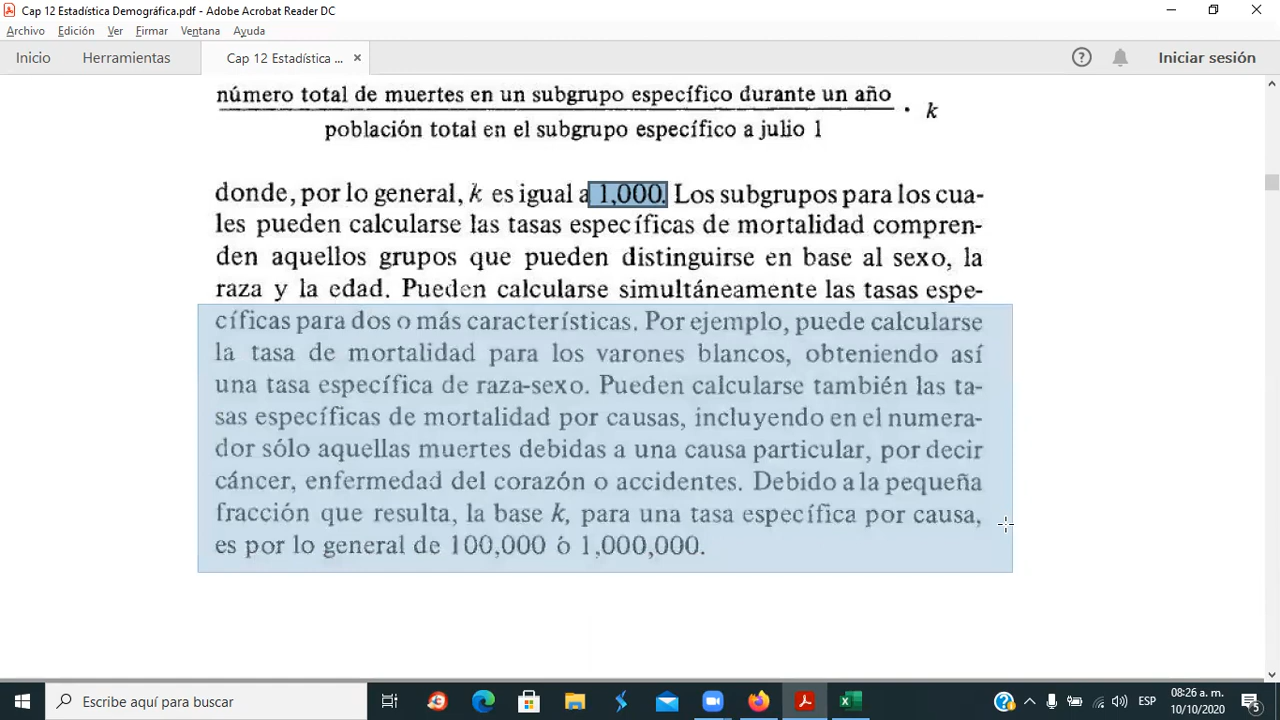 Cap 12 Estadística Demográfica.pdf - Adobe Acrobat Reader DC
Archivo Edición Ver Firmar Ventana Ayuda
Inicio Herramientas Cap 12 Estadística ... × Iniciar sesión
número total de muertes en un subgrupo específico durante un año
población total en el subgrupo específico a julio 1 · k
donde, por lo general, k es igual a 1,000. Los subgrupos para los cua-
les pueden calcularse las tasas específicas de mortalidad compren-
den aquellos grupos que pueden distinguirse en base al sexo, la
raza y la edad. Pueden calcularse simultáneamente las tasas espe-
cíficas para dos o más características. Por ejemplo, puede calcularse
la tasa de mortalidad para los varones blancos, obteniendo así
una tasa específica de raza-sexo. Pueden calcularse también las ta-
sas específicas de mortalidad por causas, incluyendo en el numera-
dor sólo aquellas muertes debidas a una causa particular, por decir
cáncer, enfermedad del corazón o accidentes. Debido a la pequeña
fracción que resulta, la base k, para una tasa específica por causa,
es por lo general de 100,000 ó 1,000,000.
Escribe aquí para buscar
ESP
08:26 a. m.
10/10/2020
5